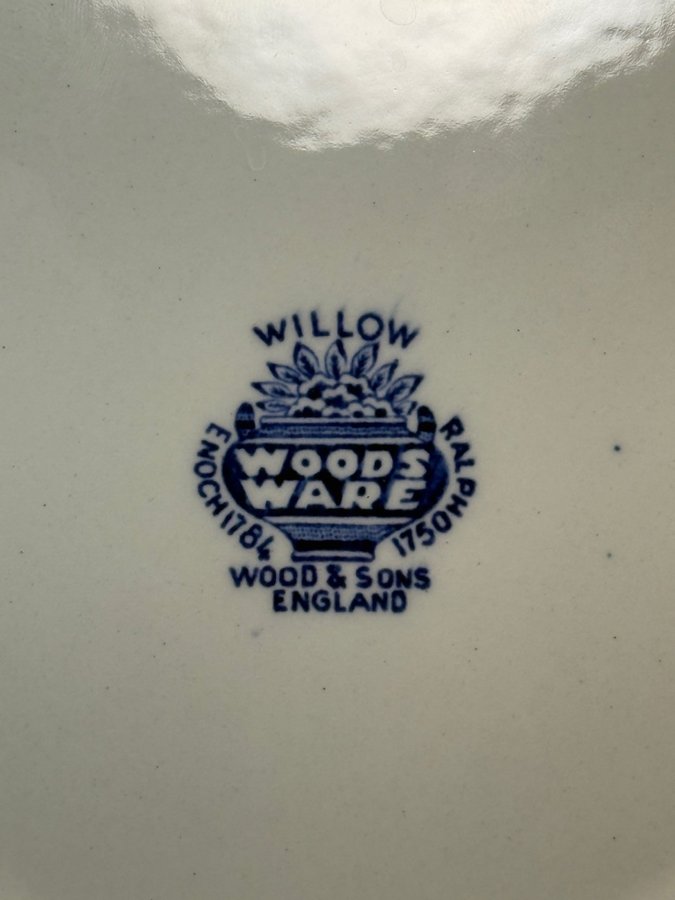 WILLOW
ENOCH 1784
RALPH 1750
WOODS
WARE
WOOD & SONS
ENGLAND